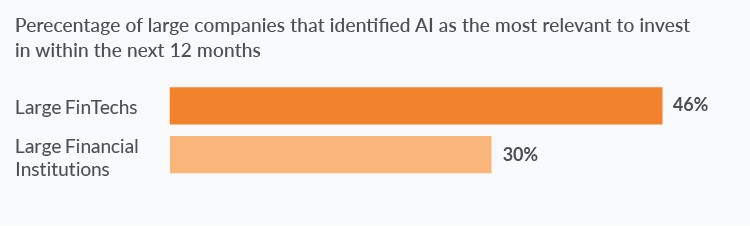 Perecentage of large companies that identified AI as the most relevant to invest
in within the next 12 months
Large FinTechs
46%
Large Financial
Institutions
30%